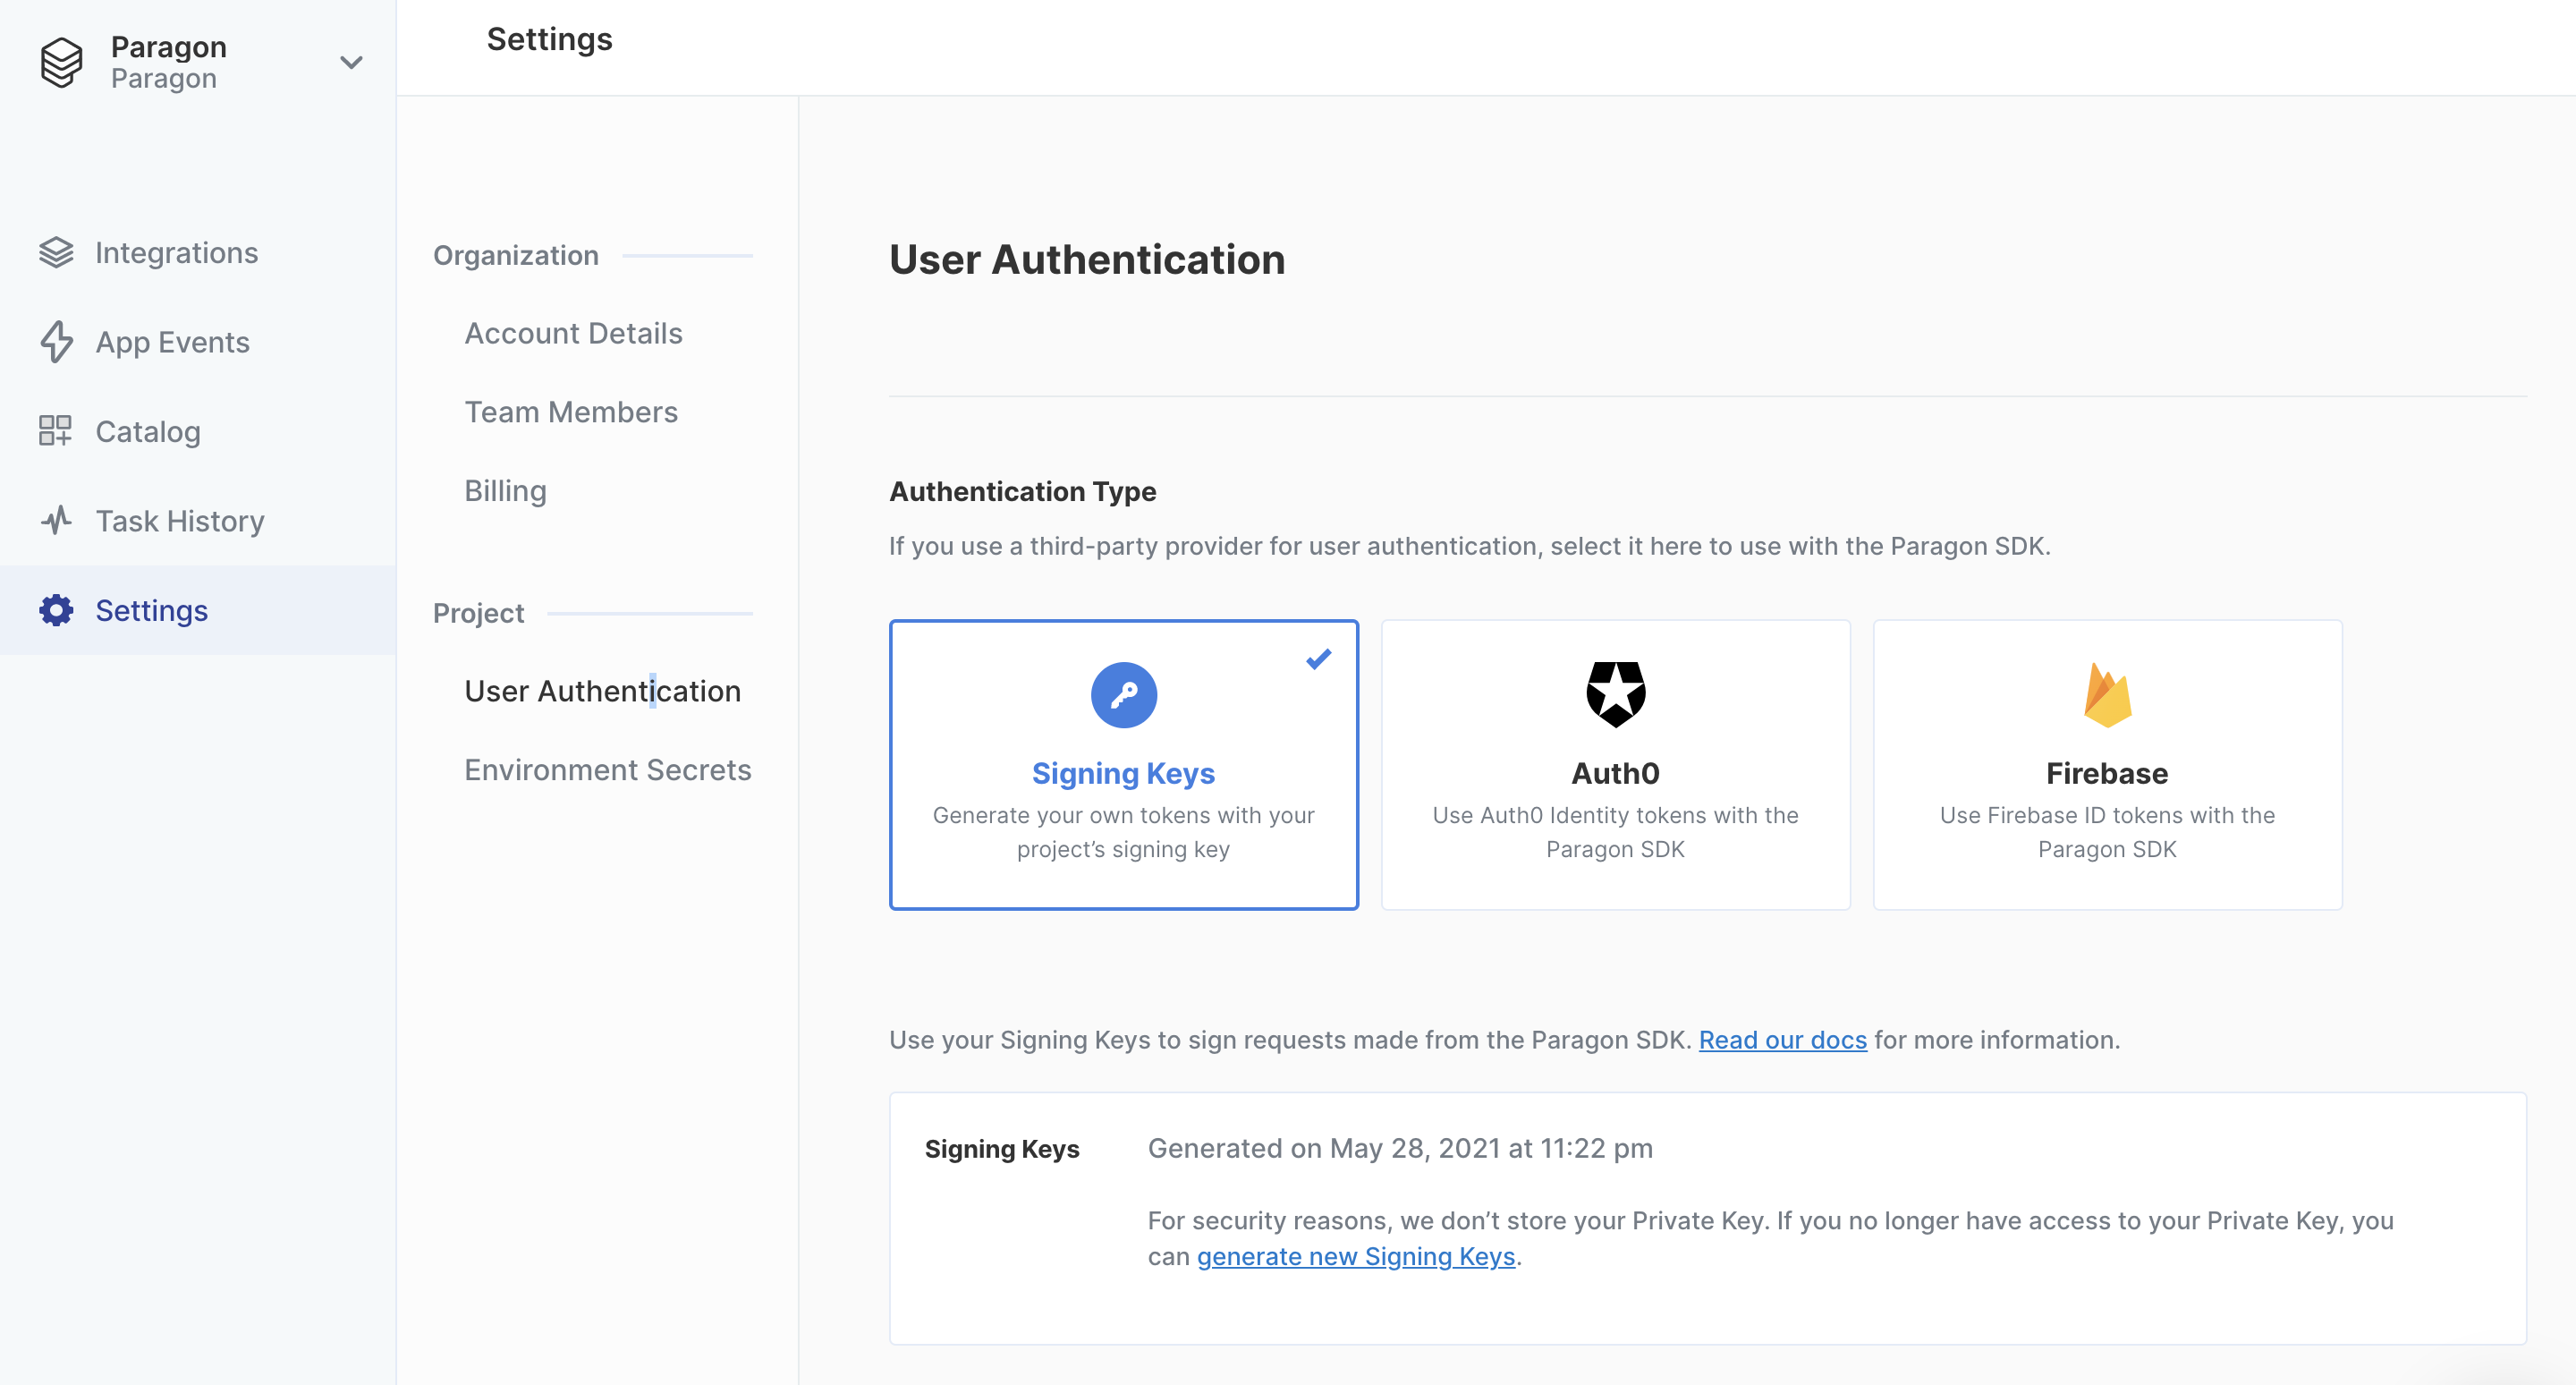 Paragon
Paragon
Integrations
App Events
Catalog
Task History
Settings
Settings
Organization
Account Details
Team Members
Billing
Project
User Authentication
Environment Secrets
User Authentication
Authentication Type
If you use a third-party provider for user authentication, select it here to use with the Paragon SDK.
Signing Keys
Generate your own tokens with your
project’s signing key
Auth0
Use Auth0 Identity tokens with the
Paragon SDK
Firebase
Use Firebase ID tokens with the
Paragon SDK
Use your Signing Keys to sign requests made from the Paragon SDK. Read our docs for more information.
Signing Keys
Generated on May 28, 2021 at 11:22 pm
For security reasons, we don’t store your Private Key. If you no longer have access to your Private Key, you
can generate new Signing Keys.